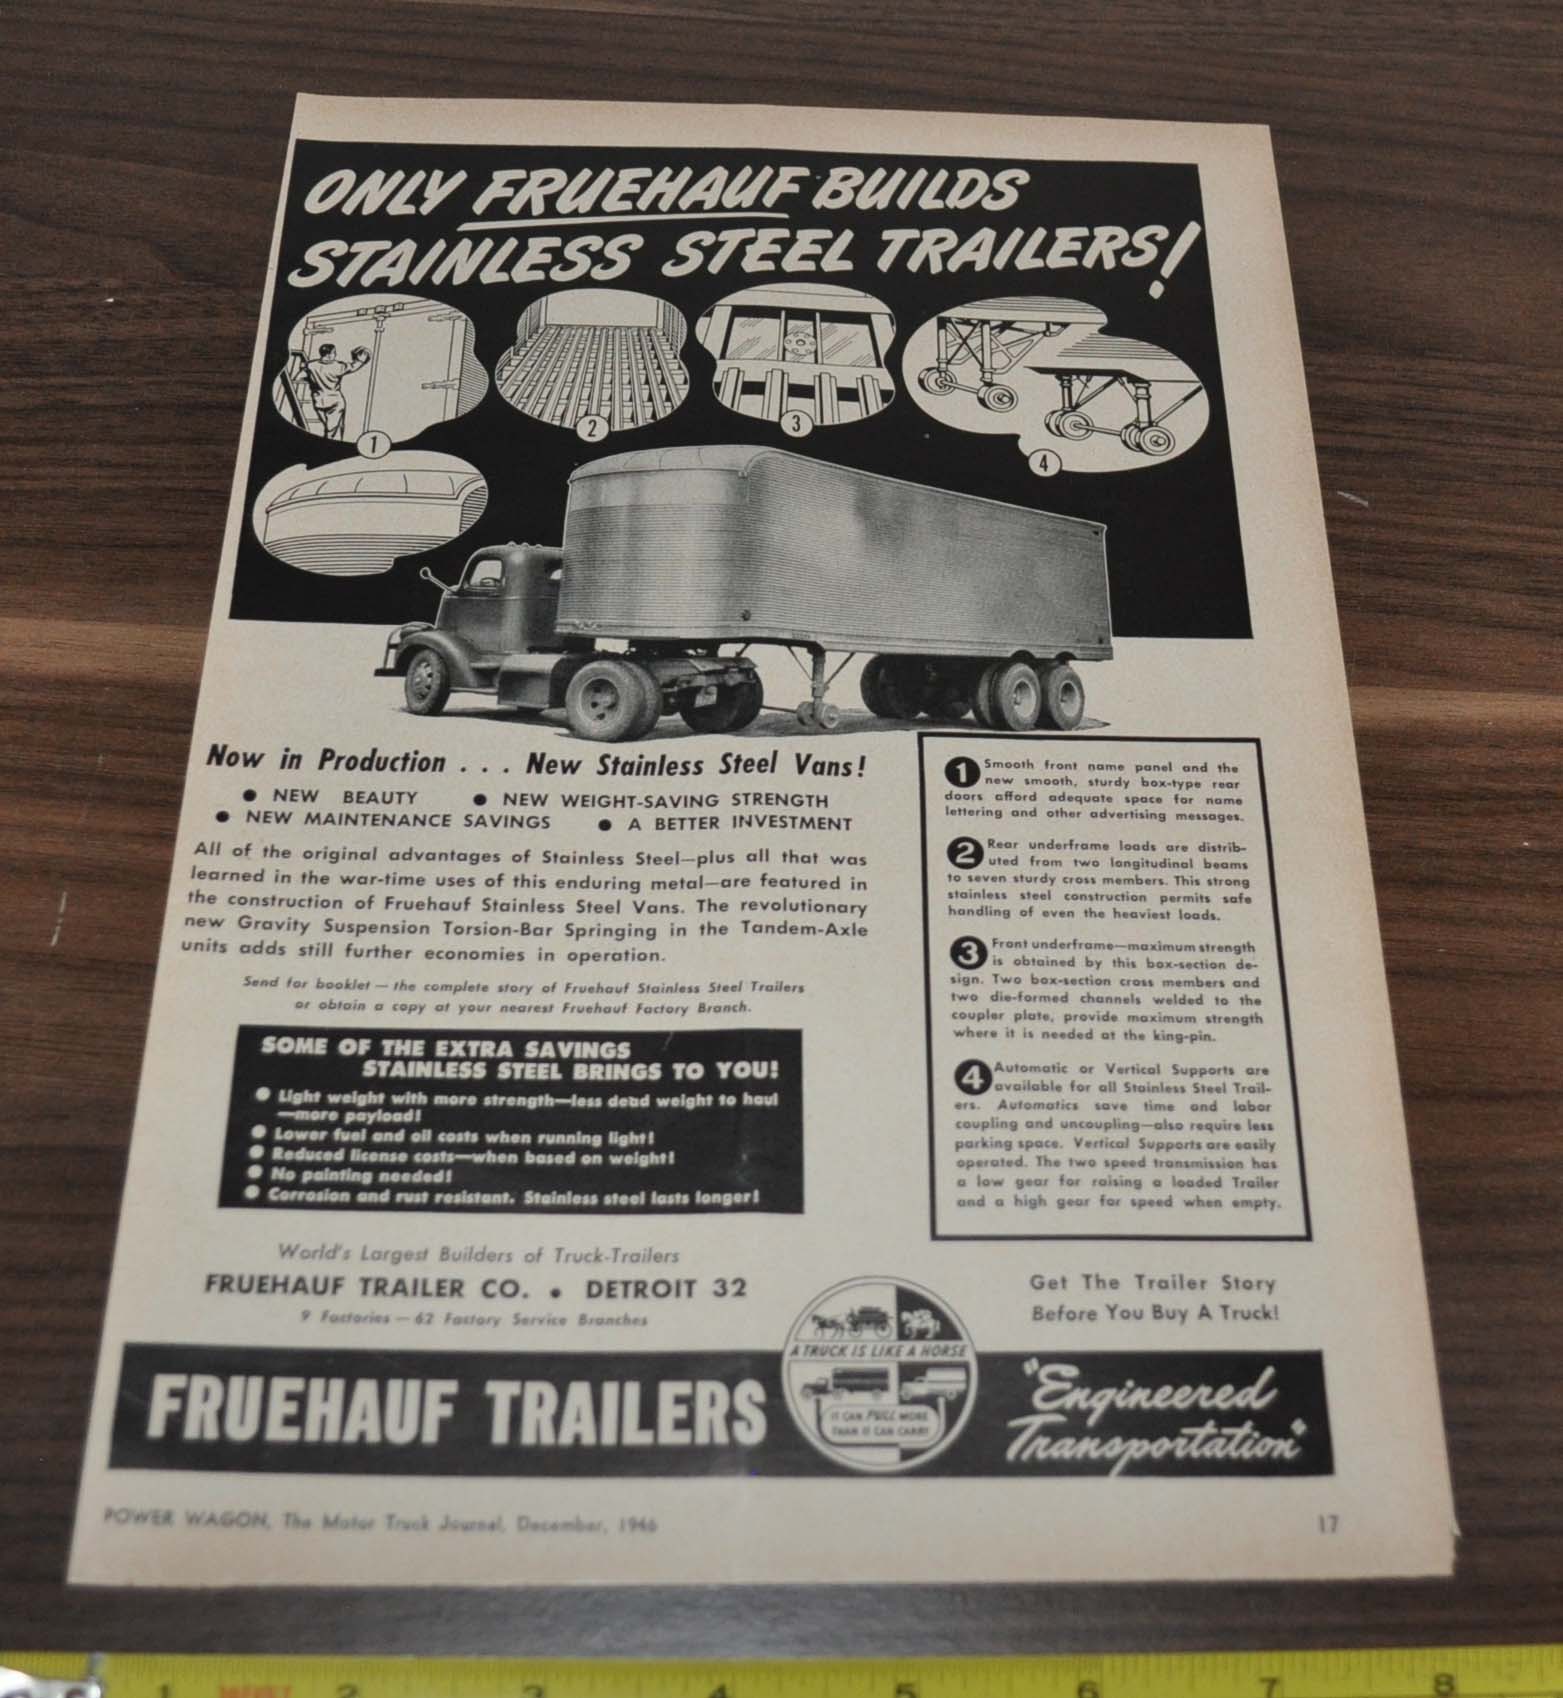 ONLY FRUEHAUF BUILDS
STAINLESS STEEL TRAILERS!
1
2
3
4
Now in Production . . . New Stainless Steel Vans!
● NEW BEAUTY ● NEW WEIGHT-SAVING STRENGTH
● NEW MAINTENANCE SAVINGS ● A BETTER INVESTMENT
All of the original advantages of Stainless Steel—plus all that was
learned in the war-time uses of this enduring metal—are featured in
the construction of Fruehauf Stainless Steel Vans. The revolutionary
new Gravity Suspension Torsion-Bar Springing in the Tandem-Axle
units adds still further economies in operation.
Send for booklet — the complete story of Fruehauf Stainless Steel Trailers
or obtain a copy at your nearest Fruehauf Factory Branch.
SOME OF THE EXTRA SAVINGS
STAINLESS STEEL BRINGS TO YOU!
● Light weight with more strength—less dead weight to haul
—more payload!
● Lower fuel and oil costs when running light!
● Reduced license costs—when based on weight!
● No painting needed!
● Corrosion and rust resistant. Stainless steel lasts longer!
1 Smooth front name panel and the
new smooth, sturdy box-type rear
doors afford adequate space for name
lettering and other advertising messages.
2 Rear underframe loads are distrib-
uted from two longitudinal beams
to seven sturdy cross members. This strong
stainless steel construction permits safe
handling of even the heaviest loads.
3 Front underframe—maximum strength
is obtained by this box-section de-
sign. Two box-section cross members and
two die-formed channels welded to the
coupler plate, provide maximum strength
where it is needed at the king-pin.
4 Automatic or Vertical Supports are
available for all Stainless Steel Trail-
ers. Automatics save time and labor
coupling and uncoupling—also require less
parking space. Vertical Supports are easily
operated. The two speed transmission has
a low gear for raising a loaded Trailer
and a high gear for speed when empty.
World's Largest Builders of Truck-Trailers
FRUEHAUF TRAILER CO. • DETROIT 32
9 Factories — 62 Factory Service Branches
Get The Trailer Story
Before You Buy A Truck!
FRUEHAUF TRAILERS
A TRUCK IS LIKE A HORSE
IT CAN PULL MORE
THAN IT CAN CARRY
"Engineered
Transportation"
POWER WAGON, The Motor Truck Journal, December, 1946
17
1 2 3 4 5 6 7 8